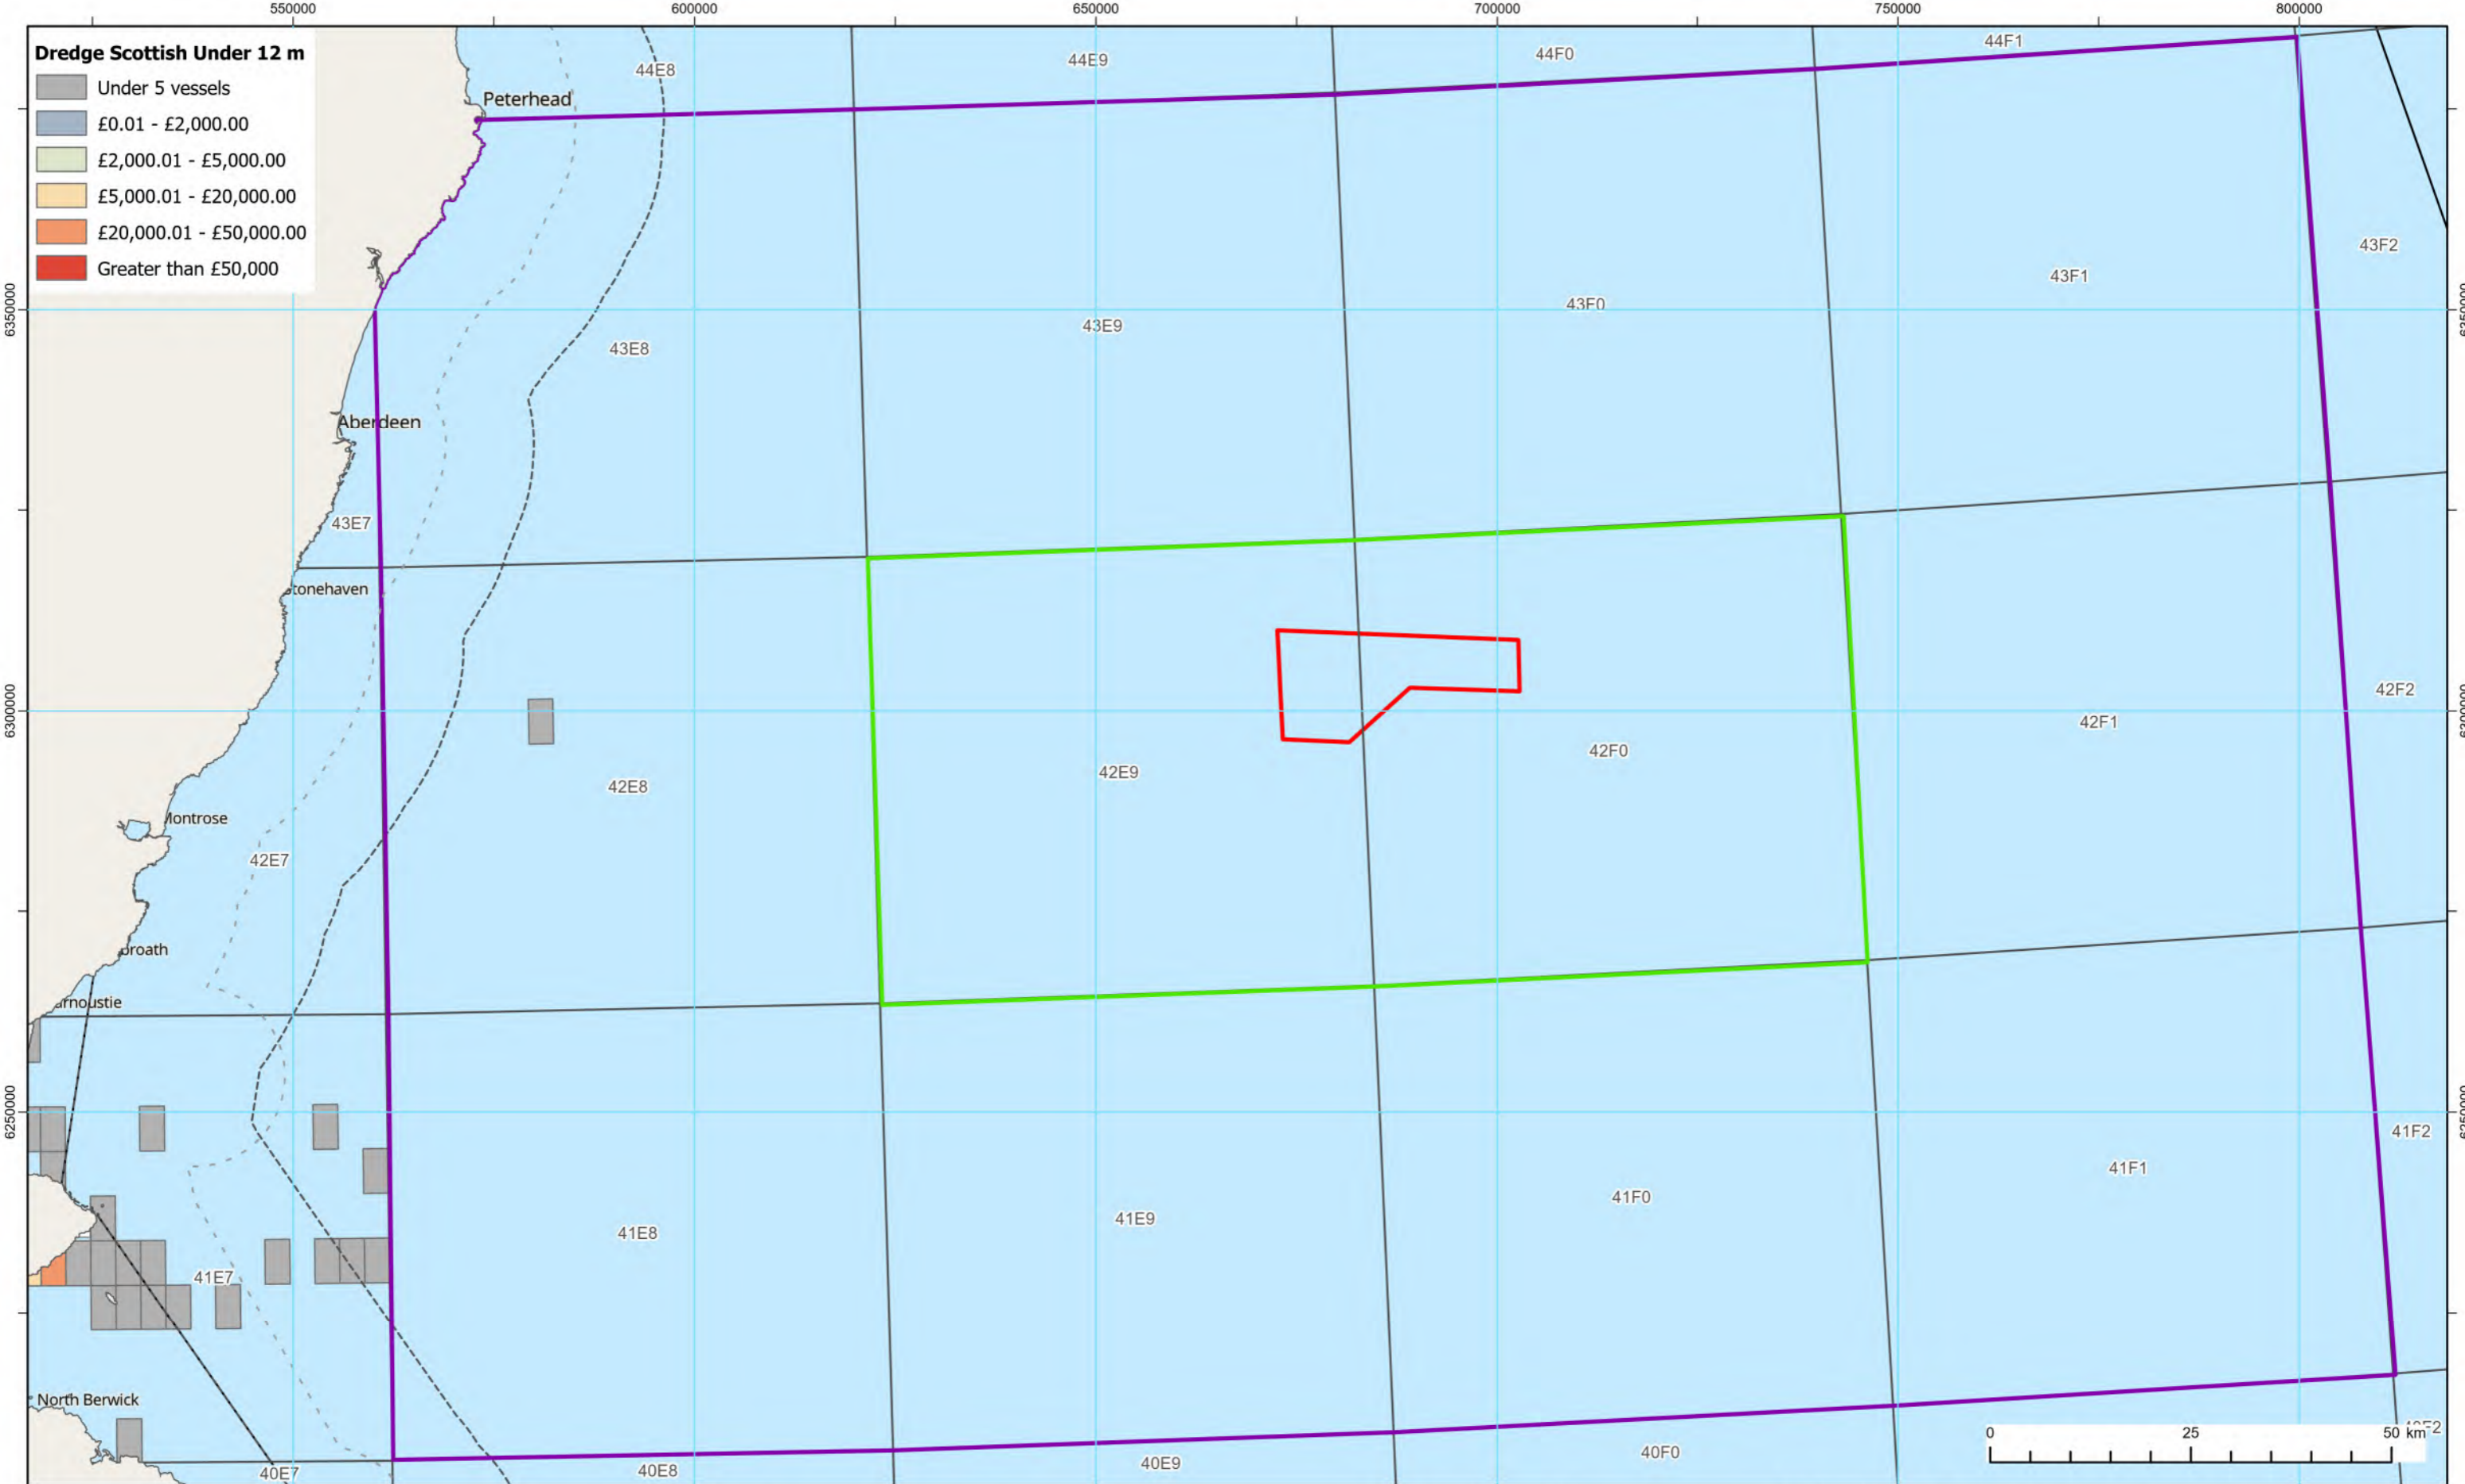 550000
600000
650000
700000
750000
800000
Dredge Scottish Under 12 m
Under 5 vessels
£0.01 - £2,000.00
£2,000.01 - £5,000.00
£5,000.01 - £20,000.00
£20,000.01 - £50,000.00
Greater than £50,000
44E8
44E9
44F0
44F1
Peterhead
43F2
43F1
6350000
43F0
43E9
43E8
Aberdeen
43E7
tonehaven
42F2
6300000
42F1
42F0
42E9
42E8
Montrose
42E7
broath
arnoustie
6250000
41F2
41F1
41F0
41E9
41E8
41E7
North Berwick
0 25 50 km
40F0
40E9
40E8
40E7